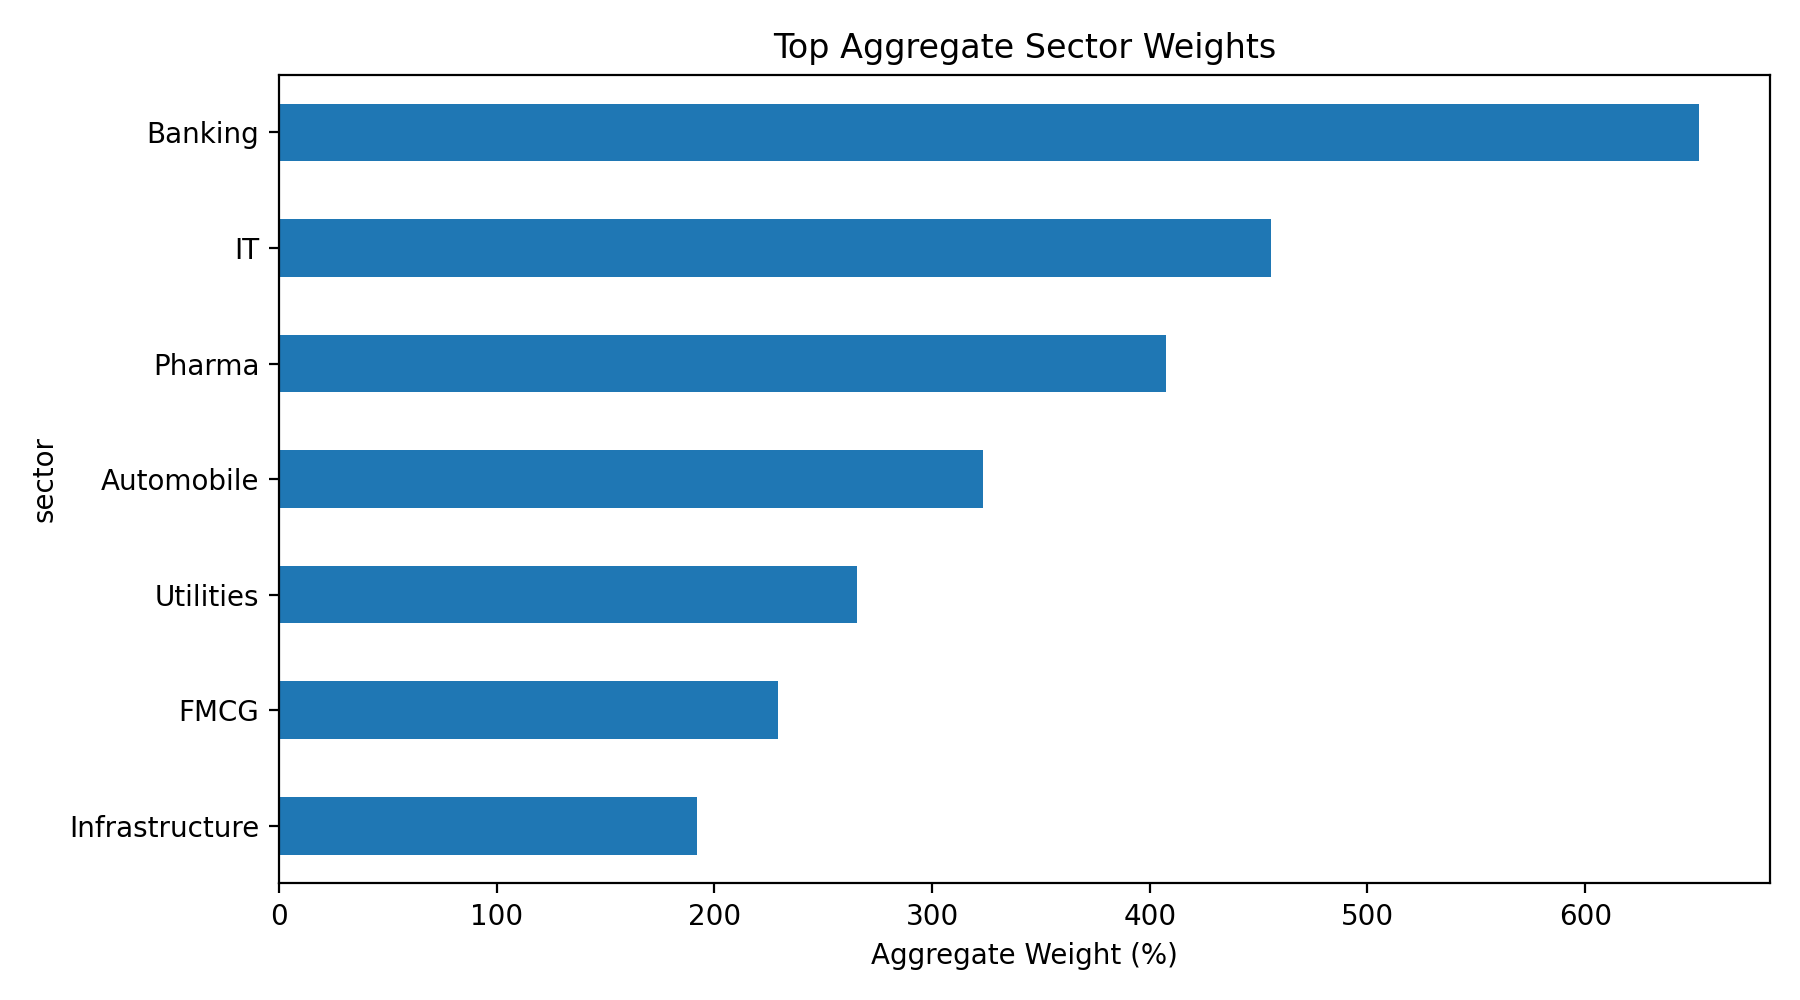 Top Aggregate Sector Weights
sector
Banking
IT
Pharma
Automobile
Utilities
FMCG
Infrastructure
0 100 200 300 400 500 600
Aggregate Weight (%)